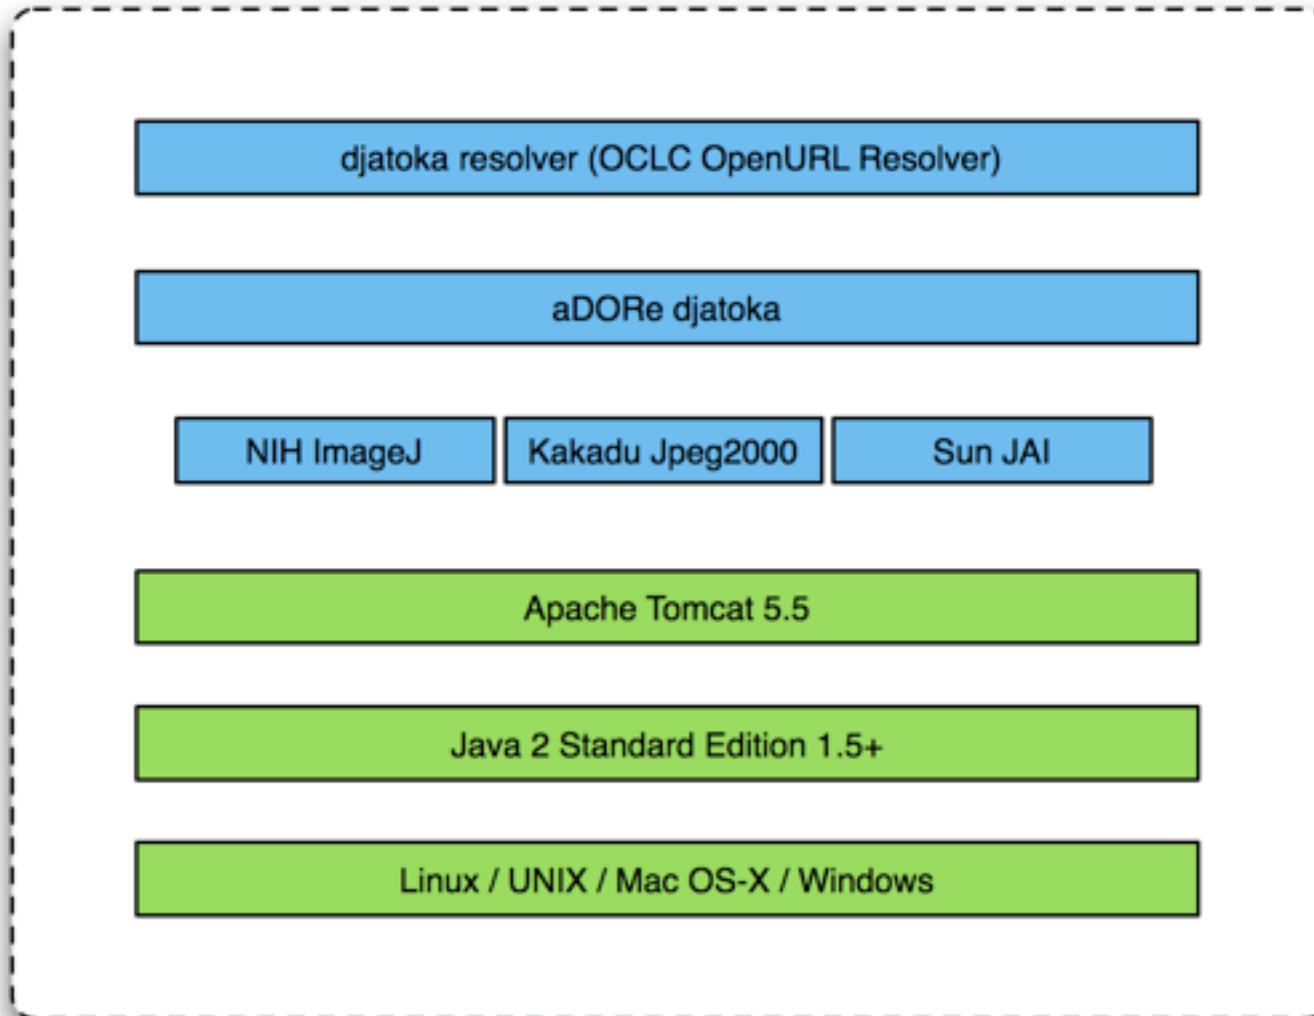 djatoka resolver (OCLC OpenURL Resolver)
aDORe djatoka
NIH ImageJ
Kakadu Jpeg2000
Sun JAI
Apache Tomcat 5.5
Java 2 Standard Edition 1.5+
Linux / UNIX / Mac OS-X / Windows